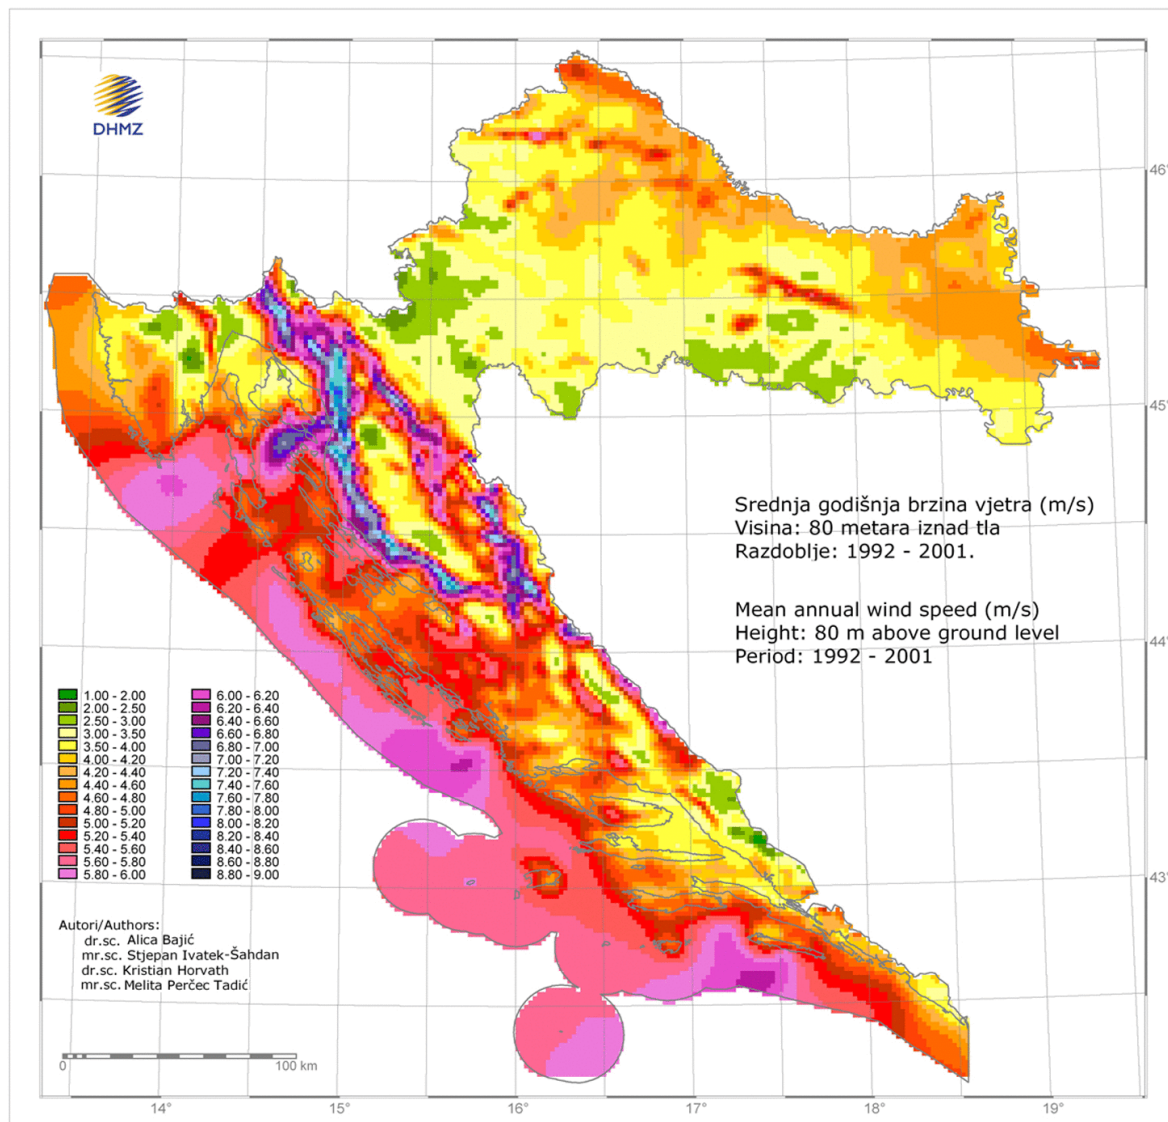 DHMZ
46°
45°
Srednja godišnja brzina vjetra (m/s)
Visina: 80 metara iznad tla
Razdoblje: 1992 - 2001.
Mean annual wind speed (m/s)
Height: 80 m above ground level
Period: 1992 - 2001
44°
1.00 - 2.00
2.00 - 2.50
2.50 - 3.00
3.00 - 3.50
3.50 - 4.00
4.00 - 4.20
4.20 - 4.40
4.40 - 4.60
4.60 - 4.80
4.80 - 5.00
5.00 - 5.20
5.20 - 5.40
5.40 - 5.60
5.60 - 5.80
5.80 - 6.00
6.00 - 6.20
6.20 - 6.40
6.40 - 6.60
6.60 - 6.80
6.80 - 7.00
7.00 - 7.20
7.20 - 7.40
7.40 - 7.60
7.60 - 7.80
7.80 - 8.00
8.00 - 8.20
8.20 - 8.40
8.40 - 8.60
8.60 - 8.80
8.80 - 9.00
43°
Autori/Authors:
dr.sc. Alica Bajić
mr.sc. Stjepan Ivatek-Šahdan
dr.sc. Kristian Horvath
mr.sc. Melita Perčec Tadić
0 100 km
14° 15° 16° 17° 18° 19°